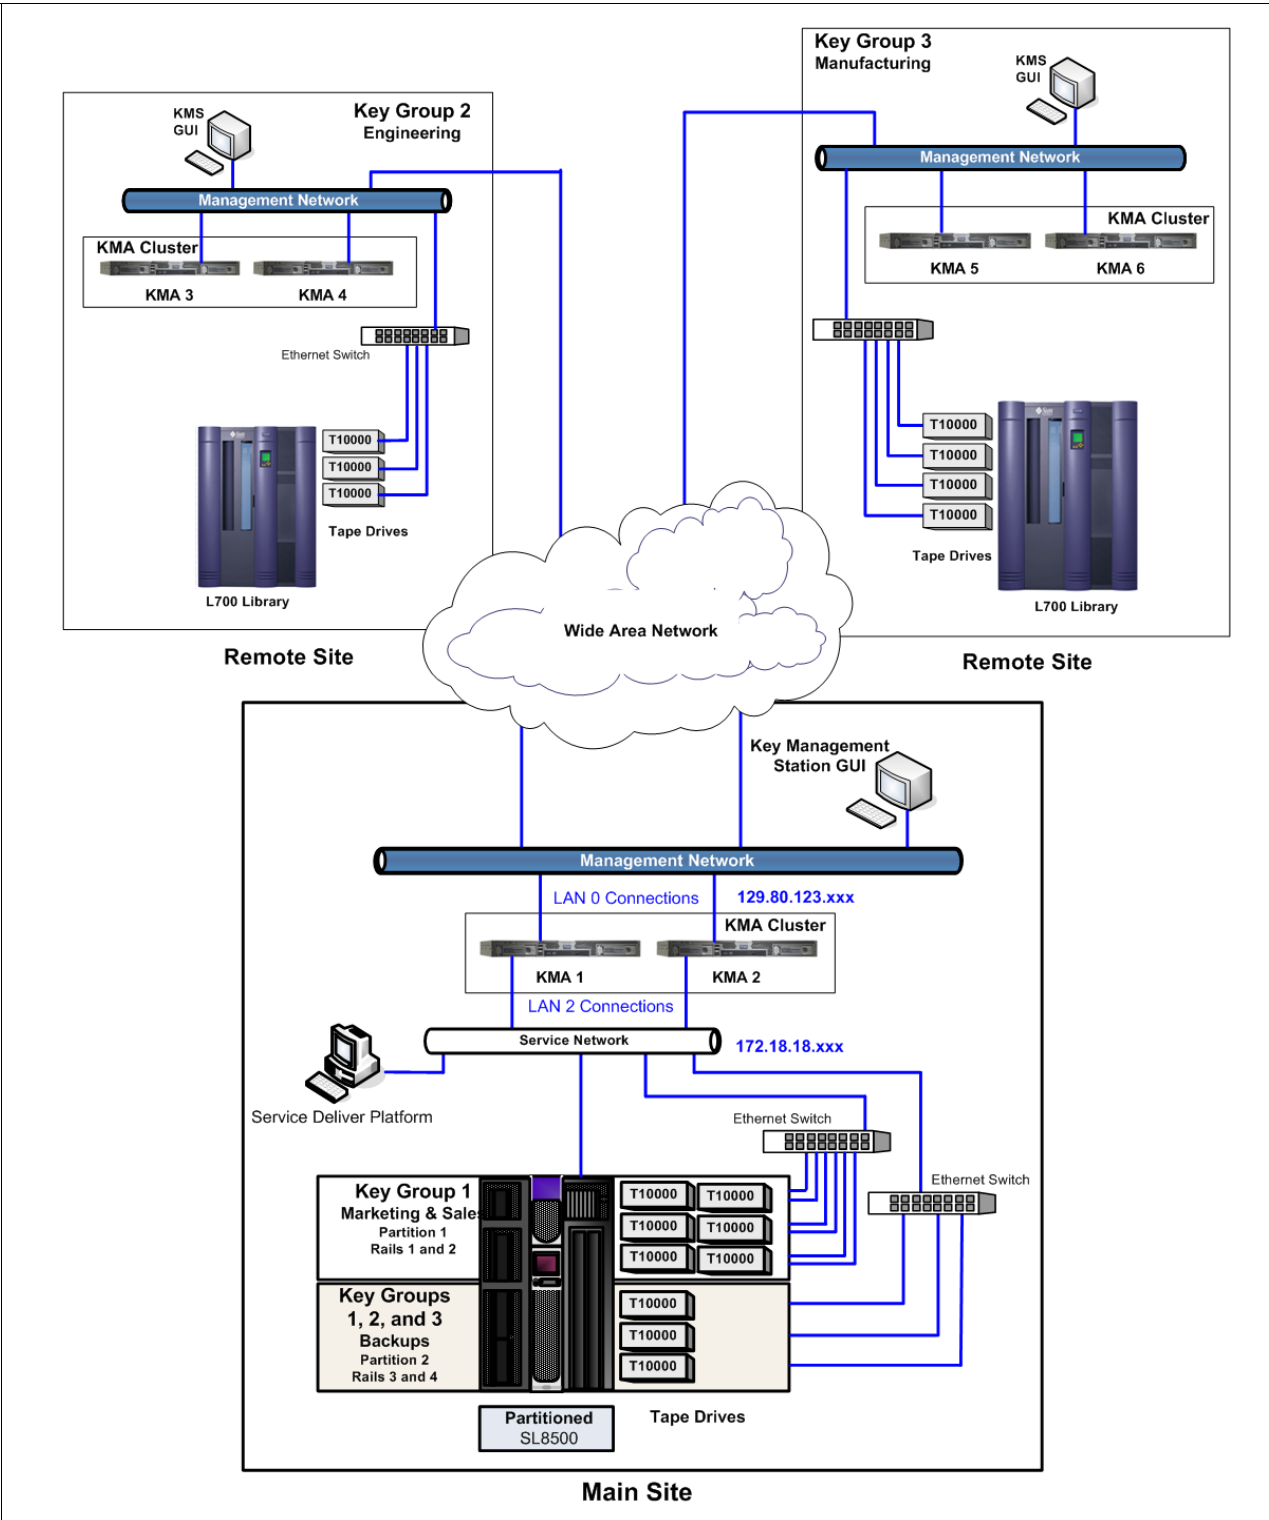 Key Group 3
Manufacturing
KMS
GUI
Management Network
KMA Cluster
KMA 5
KMA 6
T10000
T10000
T10000
T10000
Tape Drives
L700 Library
Remote Site
KMS
GUI
Key Group 2
Engineering
Management Network
KMA Cluster
KMA 3
KMA 4
Ethernet Switch
T10000
T10000
T10000
Tape Drives
L700 Library
Remote Site
Wide Area Network
Key Management
Station GUI
Management Network
LAN 0 Connections
129.80.123.xxx
KMA Cluster
KMA 1
KMA 2
LAN 2 Connections
Service Network
172.18.18.xxx
Service Deliver Platform
Ethernet Switch
Ethernet Switch
Key Group 1
Marketing & Sales
Partition 1
Rails 1 and 2
T10000
T10000
T10000
T10000
T10000
T10000
Key Groups
1, 2, and 3
Backups
Partition 2
Rails 3 and 4
T10000
T10000
T10000
Partitioned
SL8500
Tape Drives
Main Site